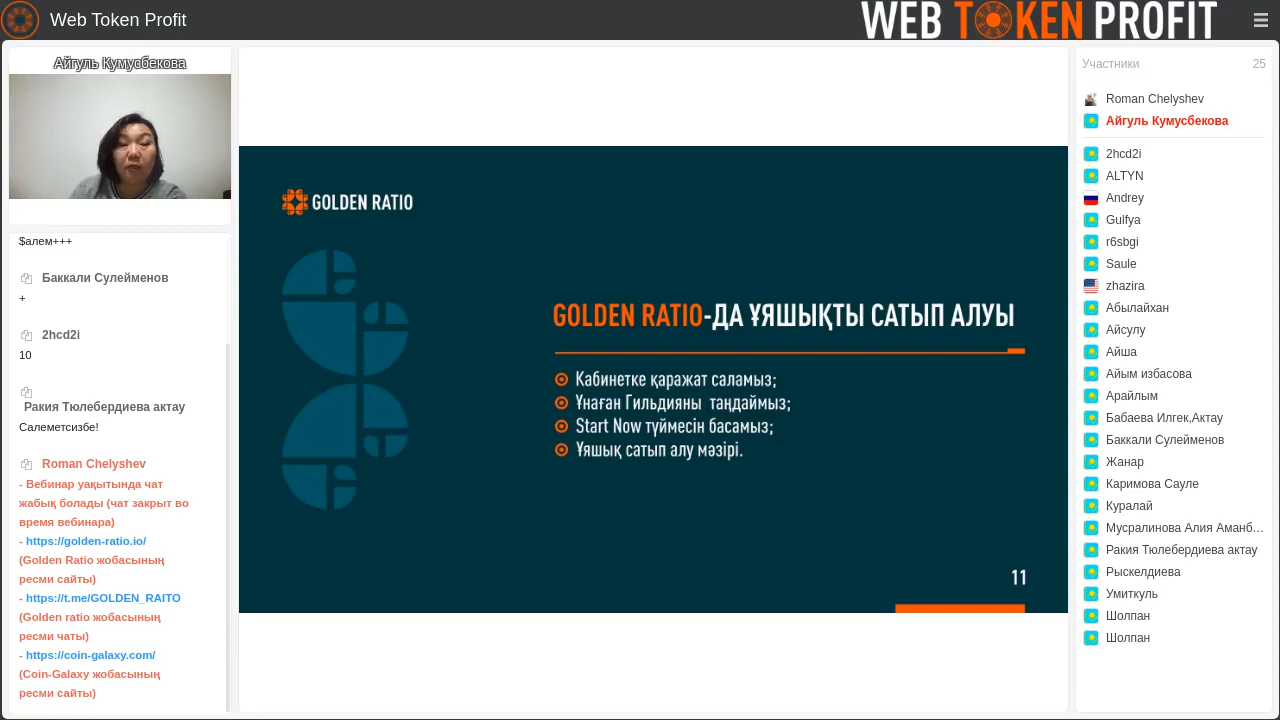 Web Token Profit
WEB TOKEN PROFIT
Айгуль Кумусбекова
$алем+++
Баккали Сулейменов
+
2hcd2i
10
Ракия Тюлебердиева актау
Салеметсизбе!
Roman Chelyshev
- Вебинар уақытында чат
жабық болады (чат закрыт во
время вебинара)
- https://golden-ratio.io/
(Golden Ratio жобасының
ресми сайты)
- https://t.me/GOLDEN_RAITO
(Golden ratio жобасының
ресми чаты)
- https://coin-galaxy.com/
(Coin-Galaxy жобасының
ресми сайты)
GOLDEN RATIO
GOLDEN RATIO-ДА ҰЯШЫҚТЫ САТЫП АЛУЫ
Кабинетке қаражат саламыз;
Ұнаған Гильдияны таңдаймыз;
Start Now түймесін басамыз;
Ұяшық сатып алу мәзірі.
11
Участники 25
Roman Chelyshev
Айгуль Кумусбекова
2hcd2i
ALTYN
Andrey
Gulfya
r6sbgi
Saule
zhazira
Абылайхан
Айсулу
Айша
Айым избасова
Арайлым
Бабаева Илгек,Актау
Баккали Сулейменов
Жанар
Каримова Сауле
Куралай
Мусралинова Алия Аманб...
Ракия Тюлебердиева актау
Рыскелдиева
Умиткуль
Шолпан
Шолпан